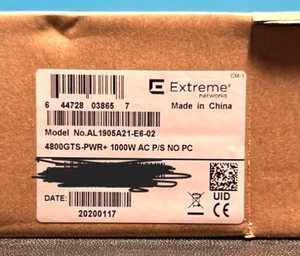 CM-1
Extreme
networks
6 44728 03865 7
Made in China
Model No.AL1905A21-E6-02
4800GTS-PWR+ 1000W AC P/S NO PC
DATE:
20200117
UID
CE